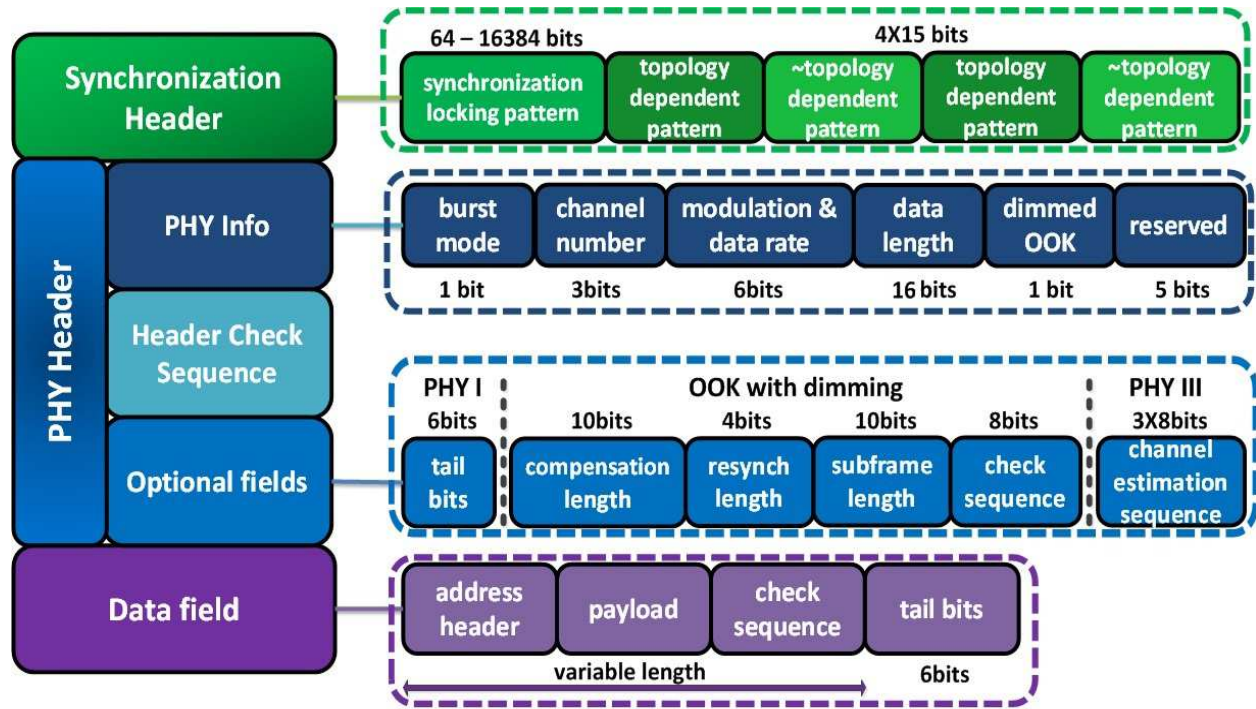 64 – 16384 bits
4X15 bits
Synchronization
Header
synchronization
locking pattern
topology
dependent
pattern
~topology
dependent
pattern
topology
dependent
pattern
~topology
dependent
pattern
PHY Header
PHY Info
burst
mode
channel
number
modulation &
data rate
data
length
dimmed
OOK
reserved
1 bit
3bits
6bits
16 bits
1 bit
5 bits
Header Check
Sequence
Optional fields
PHY I
OOK with dimming
PHY III
6bits
10bits
4bits
10bits
8bits
3X8bits
tail
bits
compensation
length
resynch
length
subframe
length
check
sequence
channel
estimation
sequence
Data field
address
header
payload
check
sequence
tail bits
variable length
6bits